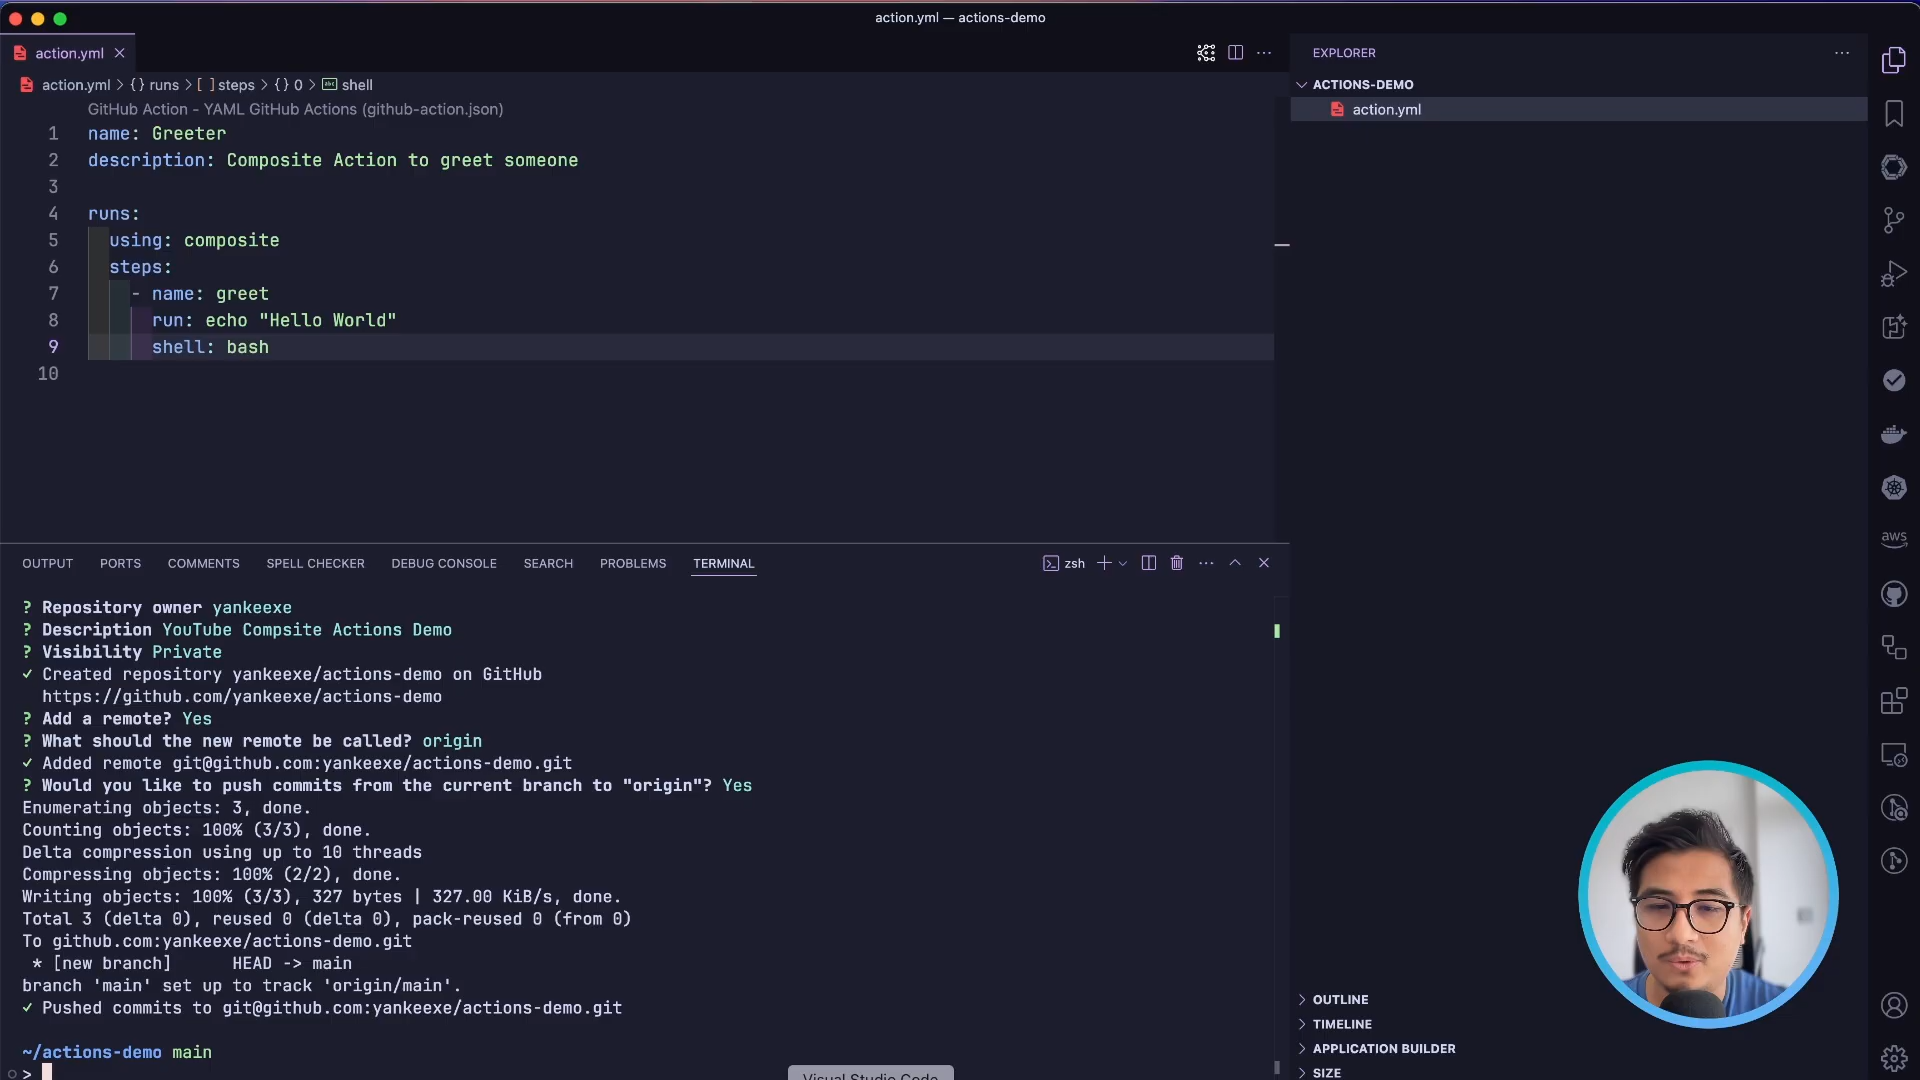 action.yml — actions-demo
action.yml
action.yml > {} runs > [ ] steps > {} 0 > abc shell
GitHub Action - YAML GitHub Actions (github-action.json)
1 name: Greeter
2 description: Composite Action to greet someone
3
4 runs:
5 using: composite
6 steps:
7 - name: greet
8 run: echo "Hello World"
9 shell: bash
10
EXPLORER
ACTIONS-DEMO
action.yml
aws
OUTPUT PORTS COMMENTS SPELL CHECKER DEBUG CONSOLE SEARCH PROBLEMS TERMINAL
zsh
? Repository owner yankeexe
? Description YouTube Compsite Actions Demo
? Visibility Private
✓ Created repository yankeexe/actions-demo on GitHub
https://github.com/yankeexe/actions-demo
? Add a remote? Yes
? What should the new remote be called? origin
✓ Added remote git@github.com:yankeexe/actions-demo.git
? Would you like to push commits from the current branch to "origin"? Yes
Enumerating objects: 3, done.
Counting objects: 100% (3/3), done.
Delta compression using up to 10 threads
Compressing objects: 100% (2/2), done.
Writing objects: 100% (3/3), 327 bytes | 327.00 KiB/s, done.
Total 3 (delta 0), reused 0 (delta 0), pack-reused 0 (from 0)
To github.com:yankeexe/actions-demo.git
* [new branch] HEAD -> main
branch 'main' set up to track 'origin/main'.
✓ Pushed commits to git@github.com:yankeexe/actions-demo.git
~/actions-demo main
>
Visual Studio Code
OUTLINE
TIMELINE
APPLICATION BUILDER
SIZE